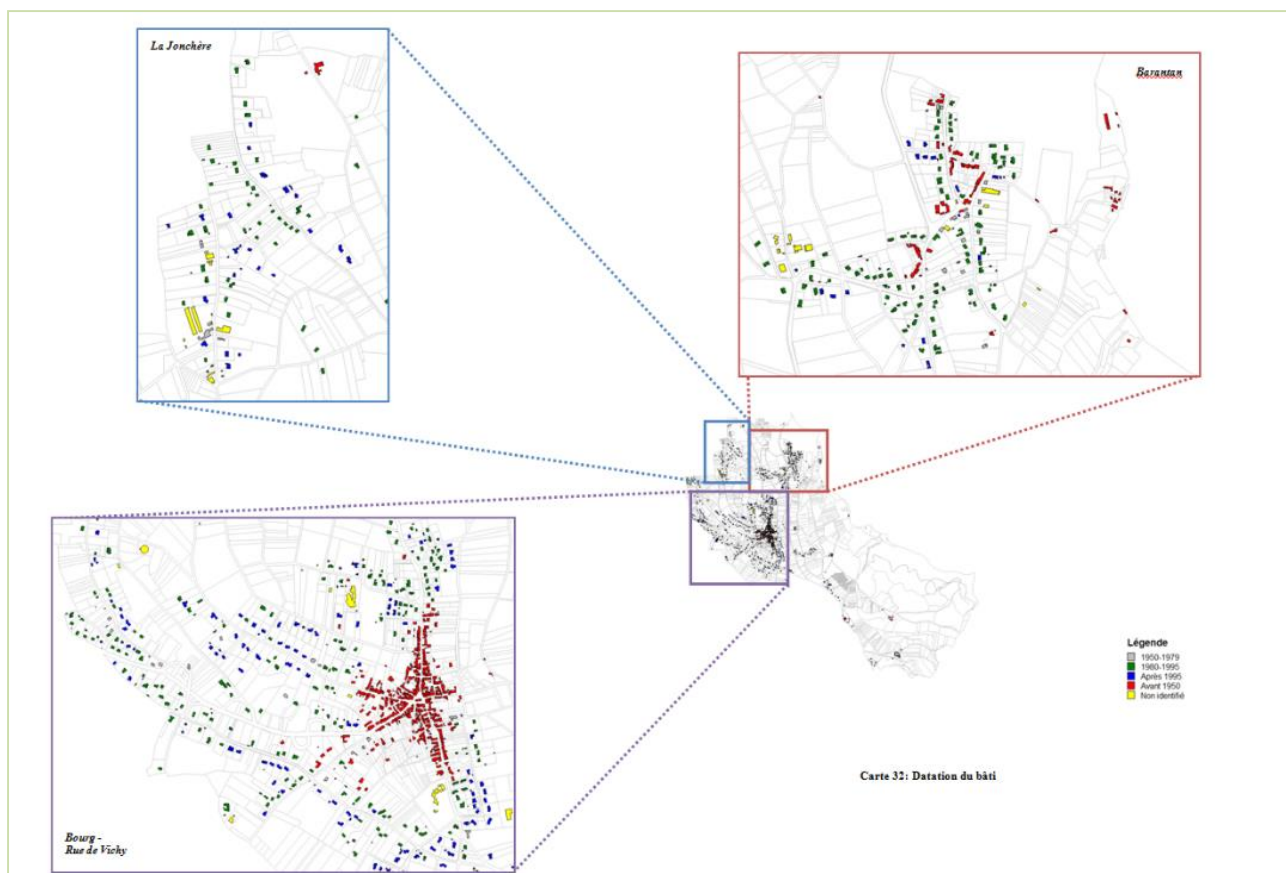 La Jonchère
Barantan
Bourg -
Rue de Vichy
Légende
1950-1979
1980-1995
Après 1995
Avant 1950
Non identifié
Carte 32: Datation du bâti